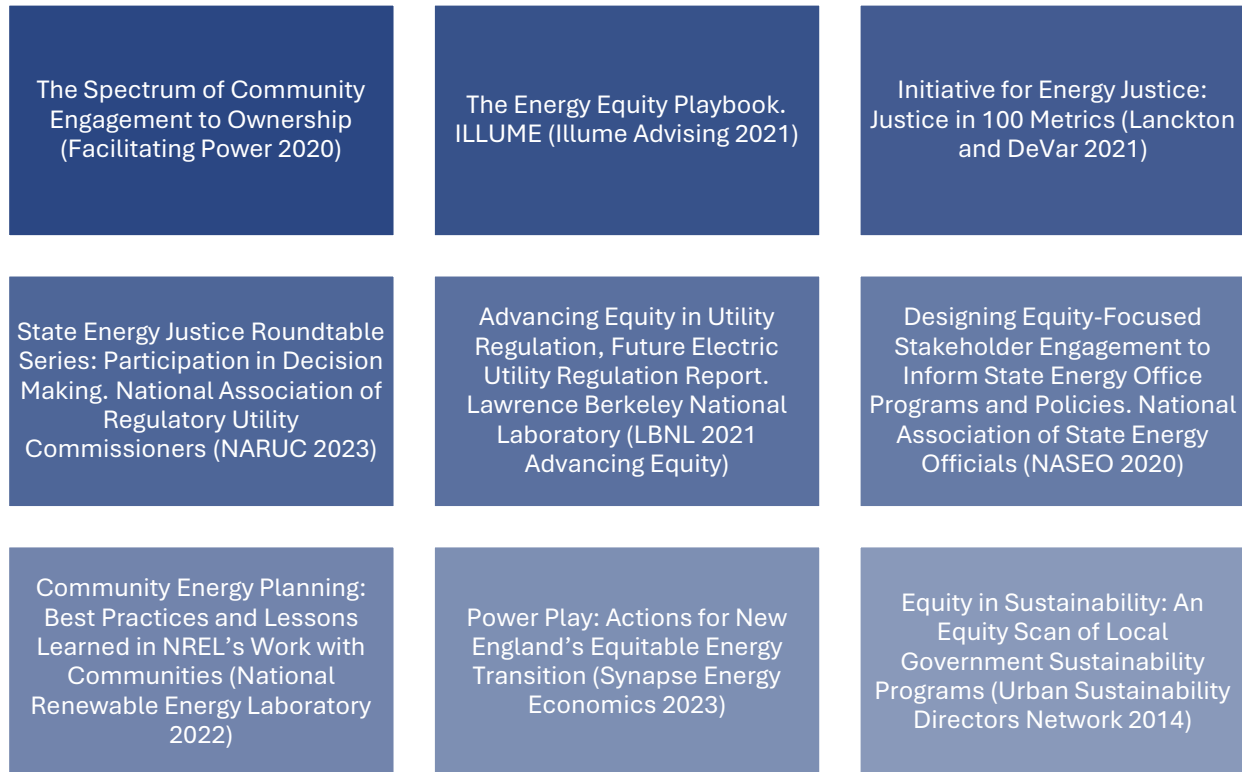 The Spectrum of Community
Engagement to Ownership
(Facilitating Power 2020)
The Energy Equity Playbook.
ILLUME (Illume Advising 2021)
Initiative for Energy Justice:
Justice in 100 Metrics (Lanckton
and DeVar 2021)
State Energy Justice Roundtable
Series: Participation in Decision
Making. National Association of
Regulatory Utility
Commissioners (NARUC 2023)
Advancing Equity in Utility
Regulation, Future Electric
Utility Regulation Report.
Lawrence Berkeley National
Laboratory (LBNL 2021
Advancing Equity)
Designing Equity-Focused
Stakeholder Engagement to
Inform State Energy Office
Programs and Policies. National
Association of State Energy
Officials (NASEO 2020)
Community Energy Planning:
Best Practices and Lessons
Learned in NREL’s Work with
Communities (National
Renewable Energy Laboratory
2022)
Power Play: Actions for New
England’s Equitable Energy
Transition (Synapse Energy
Economics 2023)
Equity in Sustainability: An
Equity Scan of Local
Government Sustainability
Programs (Urban Sustainability
Directors Network 2014)